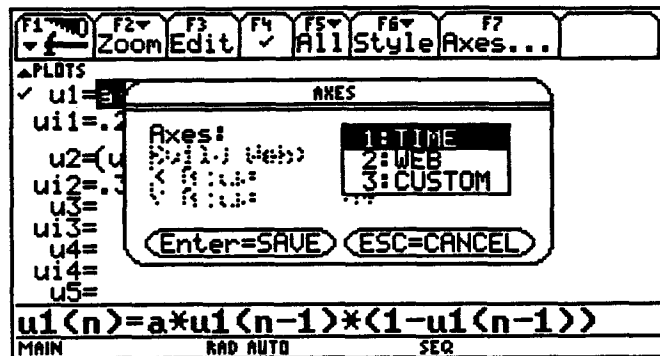 F1 F2 F3 F4 F5 F6 F7
Zoom Edit ✓ All Style Axes...
PLOTS
✓ u1=a
AXES
ui1=.2
Axes:
1:TIME
u2=(u
Build Web:
2:WEB
ui2=.3
3:CUSTOM
u3=
ui3=
u4=
Enter=SAVE ESC=CANCEL
ui4=
u5=
u1(n)=a*u1(n-1)*(1-u1(n-1))
MAIN RAD AUTO SEQ